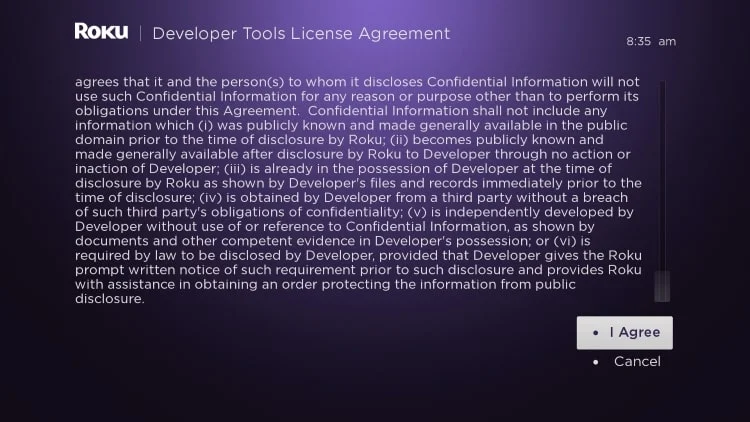 Roku | Developer Tools License Agreement
8:35 am
agrees that it and the person(s) to whom it discloses Confidential Information will not
use such Confidential Information for any reason or purpose other than to perform its
obligations under this Agreement.  Confidential Information shall not include any
information which (i) was publicly known and made generally available in the public
domain prior to the time of disclosure by Roku; (ii) becomes publicly known and
made generally available after disclosure by Roku to Developer through no action or
inaction of Developer; (iii) is already in the possession of Developer at the time of
disclosure by Roku as shown by Developer's files and records immediately prior to the
time of disclosure; (iv) is obtained by Developer from a third party without a breach
of such third party's obligations of confidentiality; (v) is independently developed by
Developer without use of or reference to Confidential Information, as shown by
documents and other competent evidence in Developer's possession; or (vi) is
required by law to be disclosed by Developer, provided that Developer gives the Roku
prompt written notice of such requirement prior to such disclosure and provides Roku
with assistance in obtaining an order protecting the information from public
disclosure.
• I Agree
• Cancel